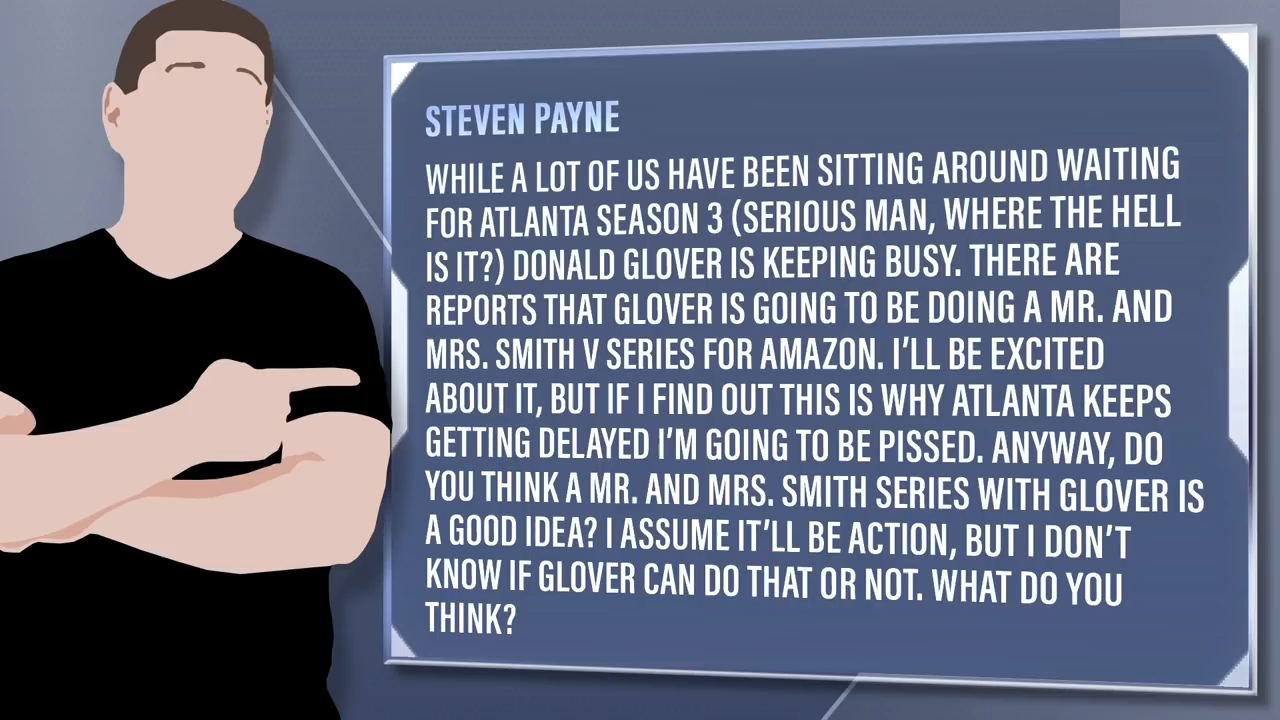 STEVEN PAYNE
WHILE A LOT OF US HAVE BEEN SITTING AROUND WAITING
FOR ATLANTA SEASON 3 (SERIOUS MAN, WHERE THE HELL
IS IT?) DONALD GLOVER IS KEEPING BUSY. THERE ARE
REPORTS THAT GLOVER IS GOING TO BE DOING A MR. AND
MRS. SMITH V SERIES FOR AMAZON. I'LL BE EXCITED
ABOUT IT, BUT IF I FIND OUT THIS IS WHY ATLANTA KEEPS
GETTING DELAYED I'M GOING TO BE PISSED. ANYWAY, DO
YOU THINK A MR. AND MRS. SMITH SERIES WITH GLOVER IS
A GOOD IDEA? I ASSUME IT'LL BE ACTION, BUT I DON'T
KNOW IF GLOVER CAN DO THAT OR NOT. WHAT DO YOU
THINK?